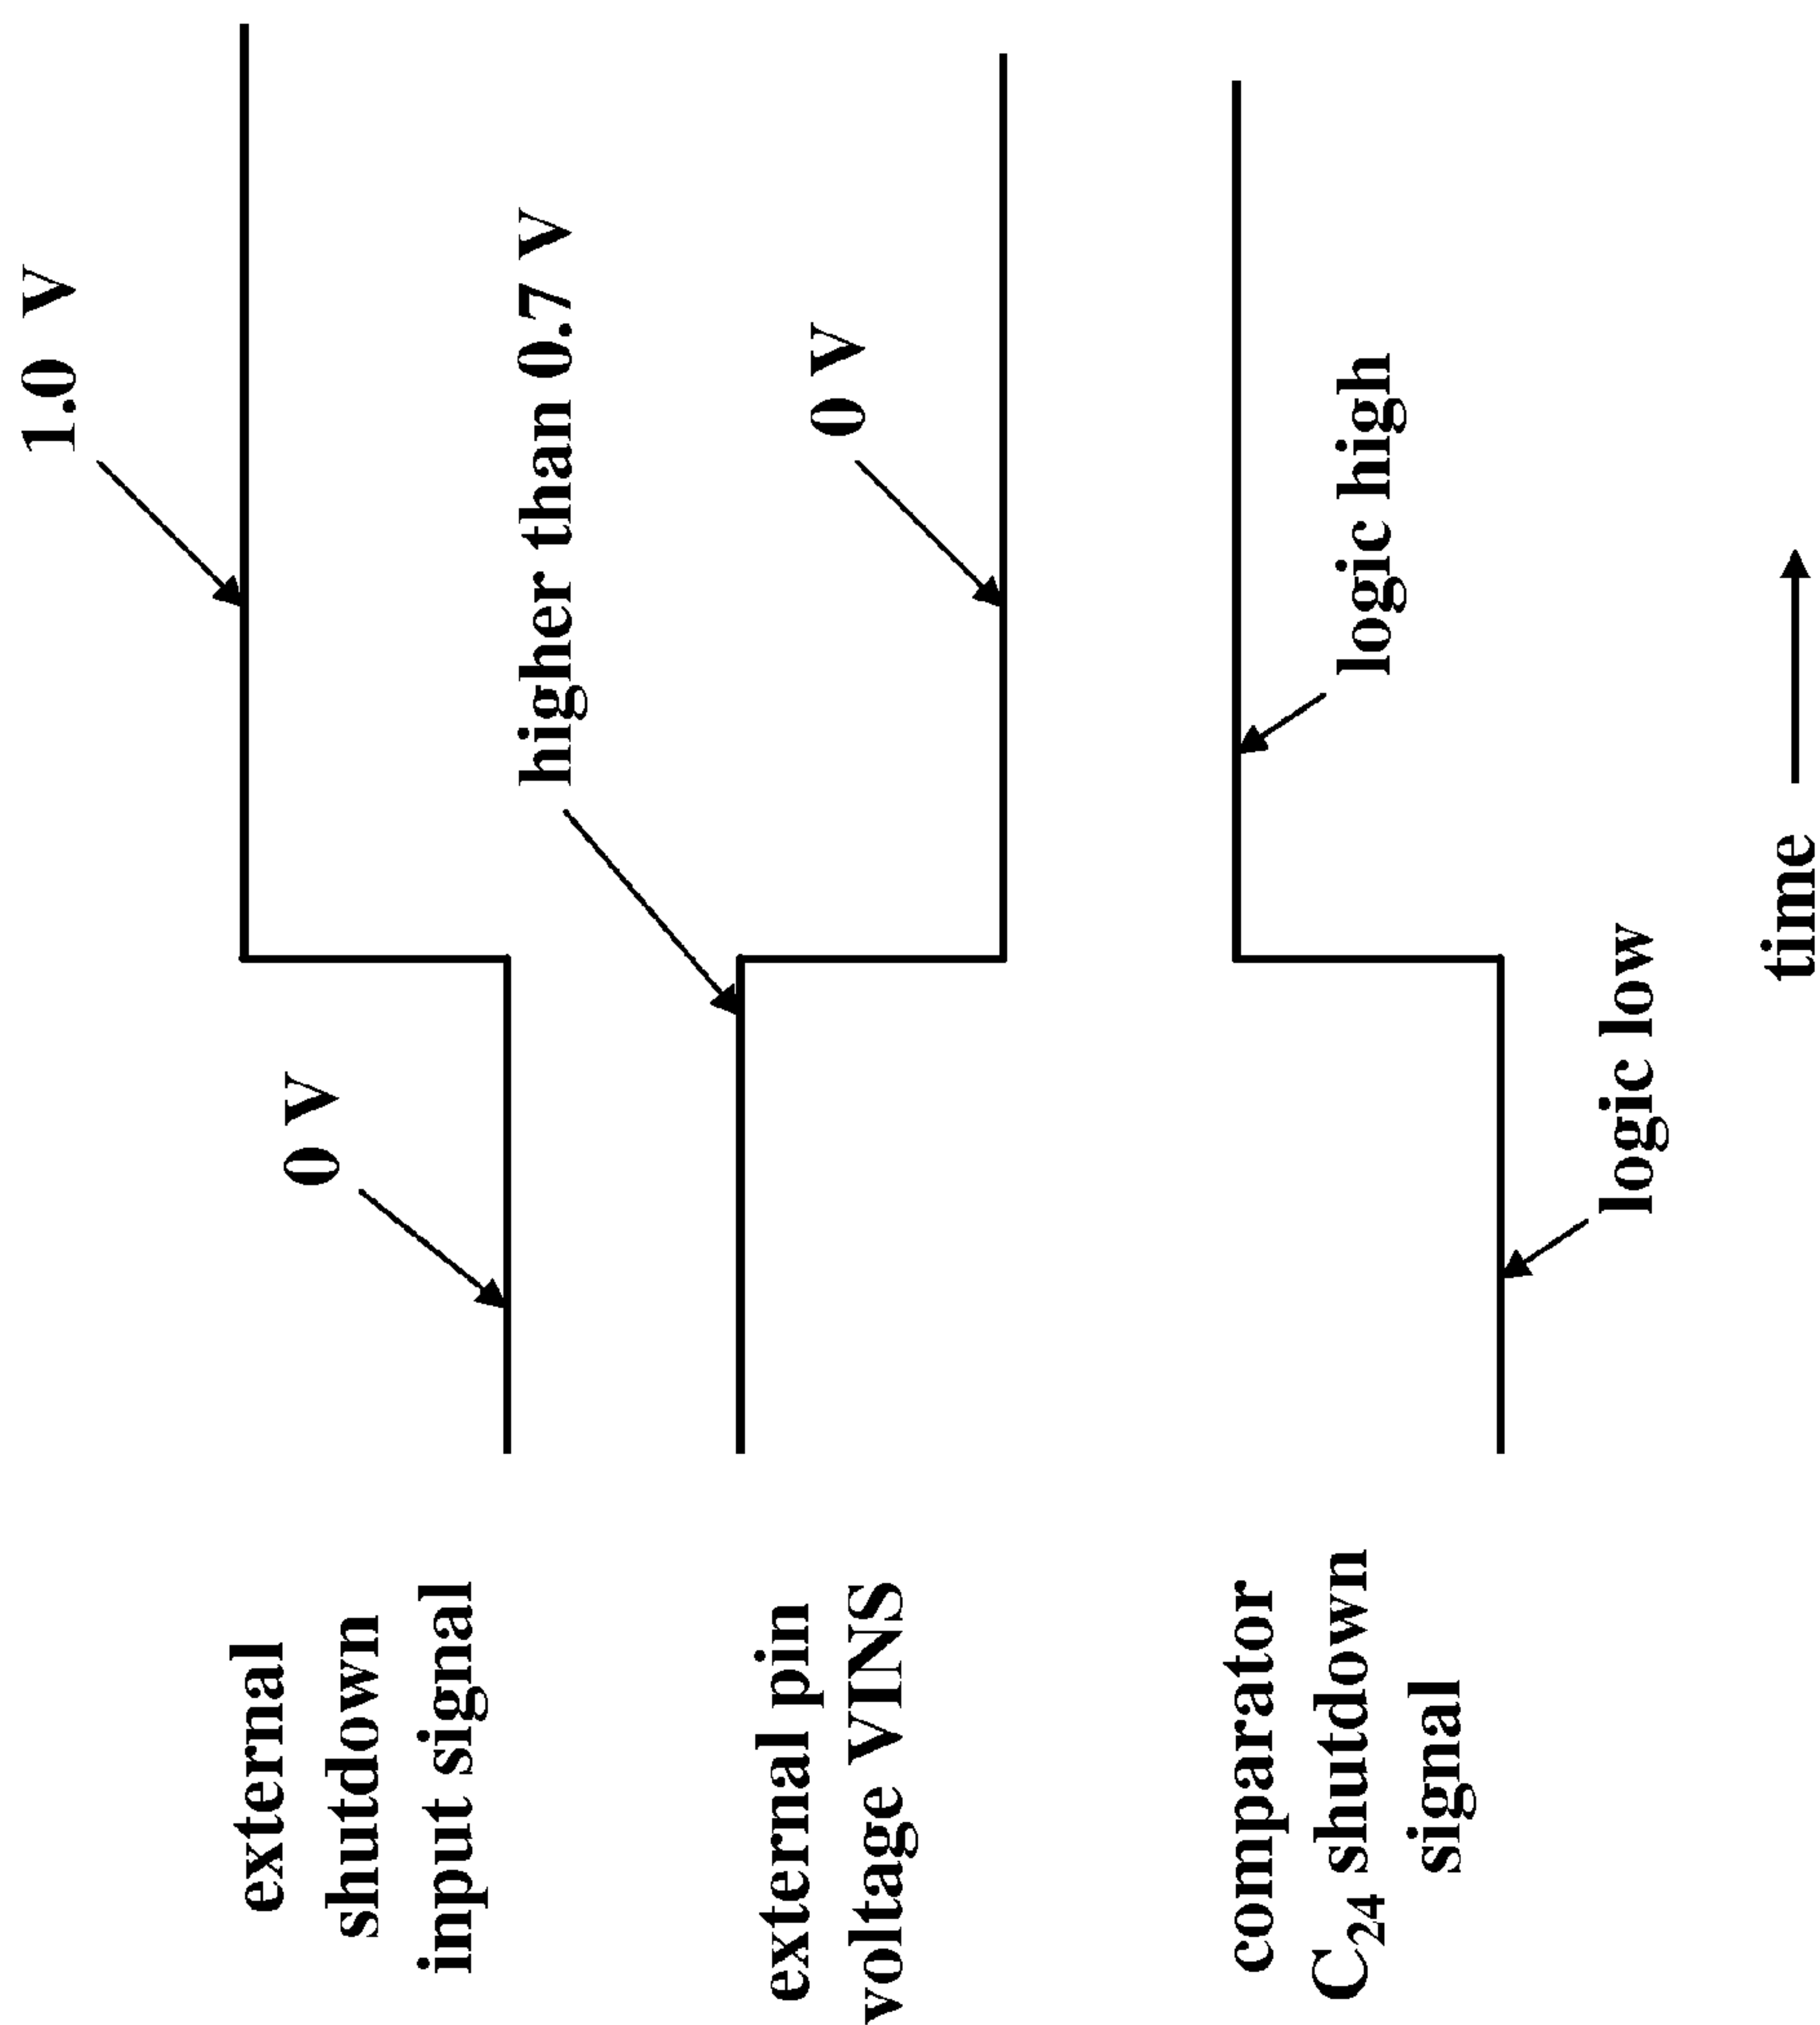 external
shutdown
input signal
0 V
1.0 V
external pin
voltage VINS
higher than 0.7 V
0 V
comparator
C₂₄ shutdown
signal
logic low
logic high
time